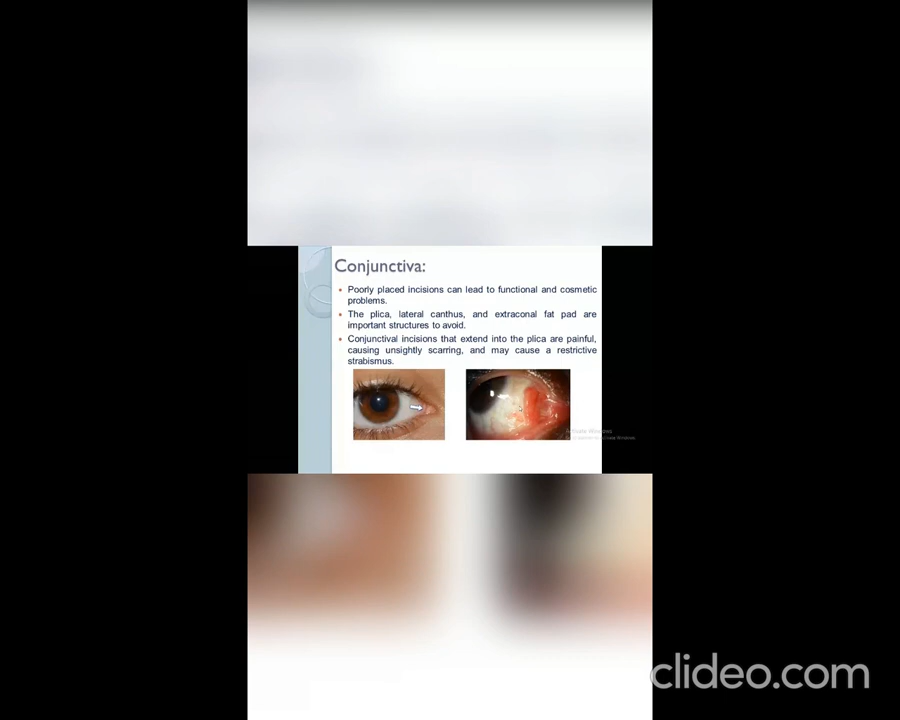 Conjunctiva:
Poorly placed incisions can lead to functional and cosmetic
problems.
The plica, lateral canthus, and extraconal fat pad are
important structures to avoid.
Conjunctival incisions that extend into the plica are painful,
causing unsightly scarring, and may cause a restrictive
strabismus.
Activate Windows
clideo.com